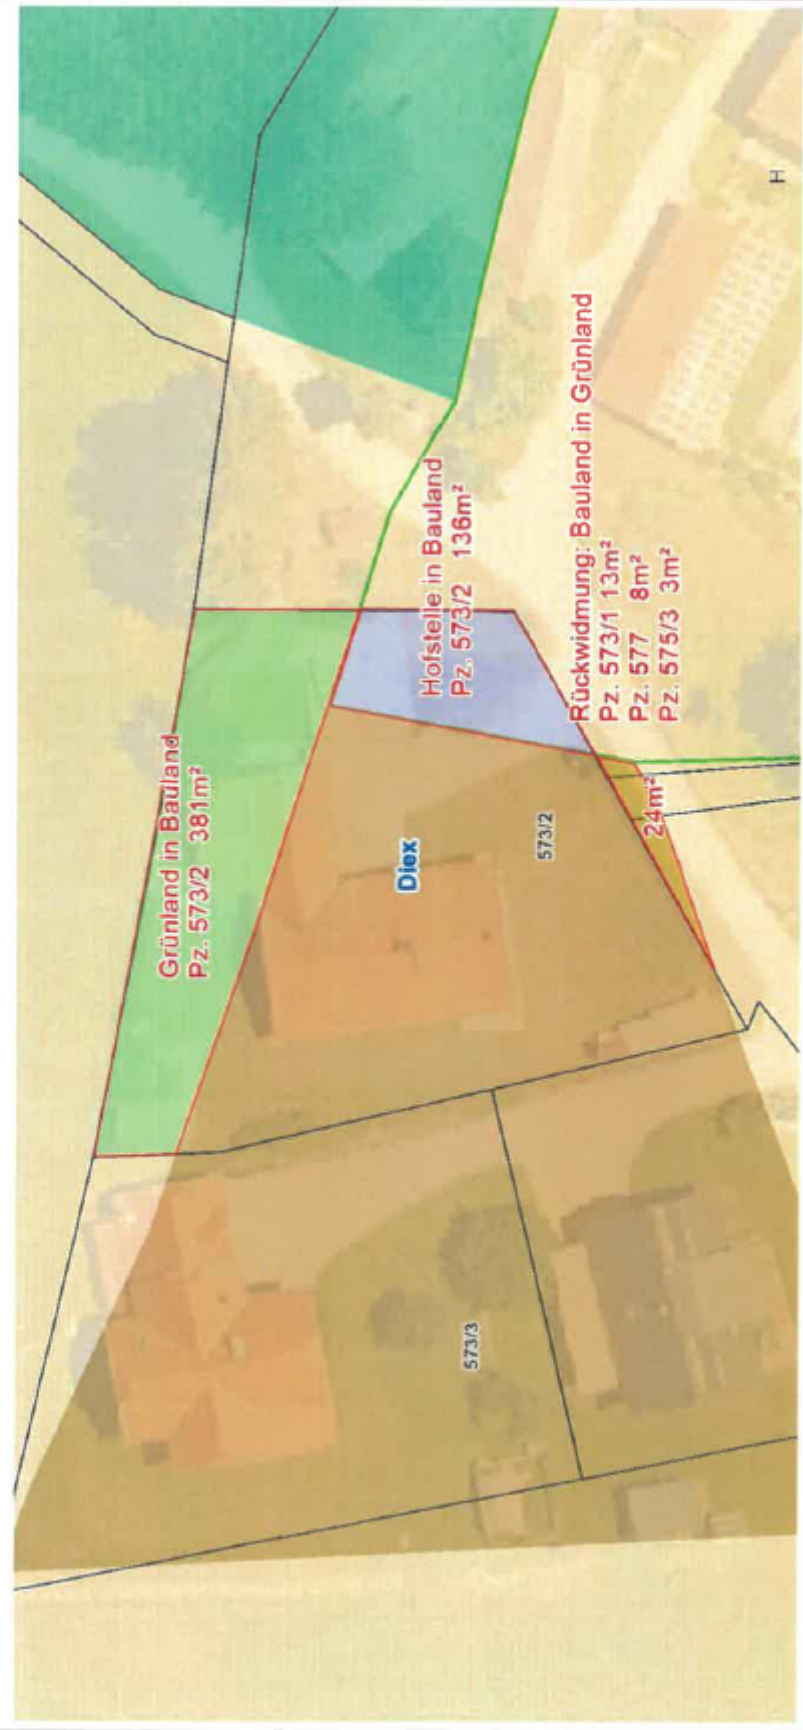 Grünland in Bauland
Pz. 573/2 381m²
Diex
Hofstelle in Bauland
Pz. 573/2 136m²
573/2
Rückwidmung: Bauland in Grünland
Pz. 573/1 13m²
Pz. 577 8m²
Pz. 575/3 3m²
24m²
573/3
H